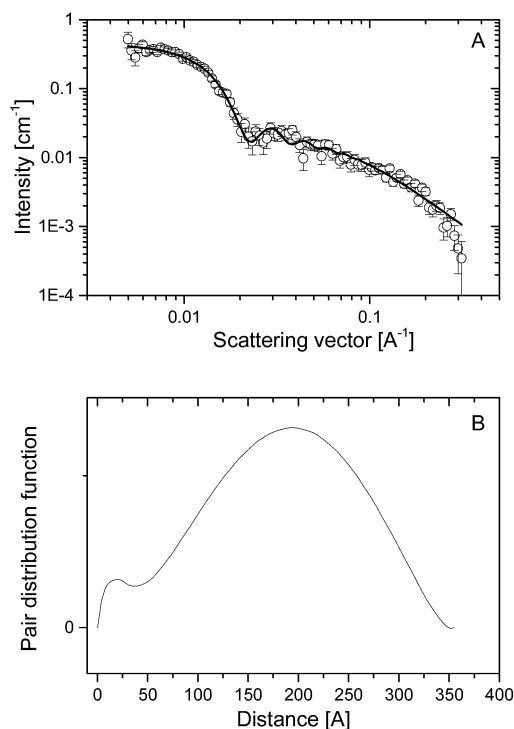 A
1
0.1
0.01
1E-3
1E-4
Intensity [cm-1]
0.01 0.1
Scattering vector [A-1]
B
Pair distribution function
0
0 50 100 150 200 250 300 350 400
Distance [A]